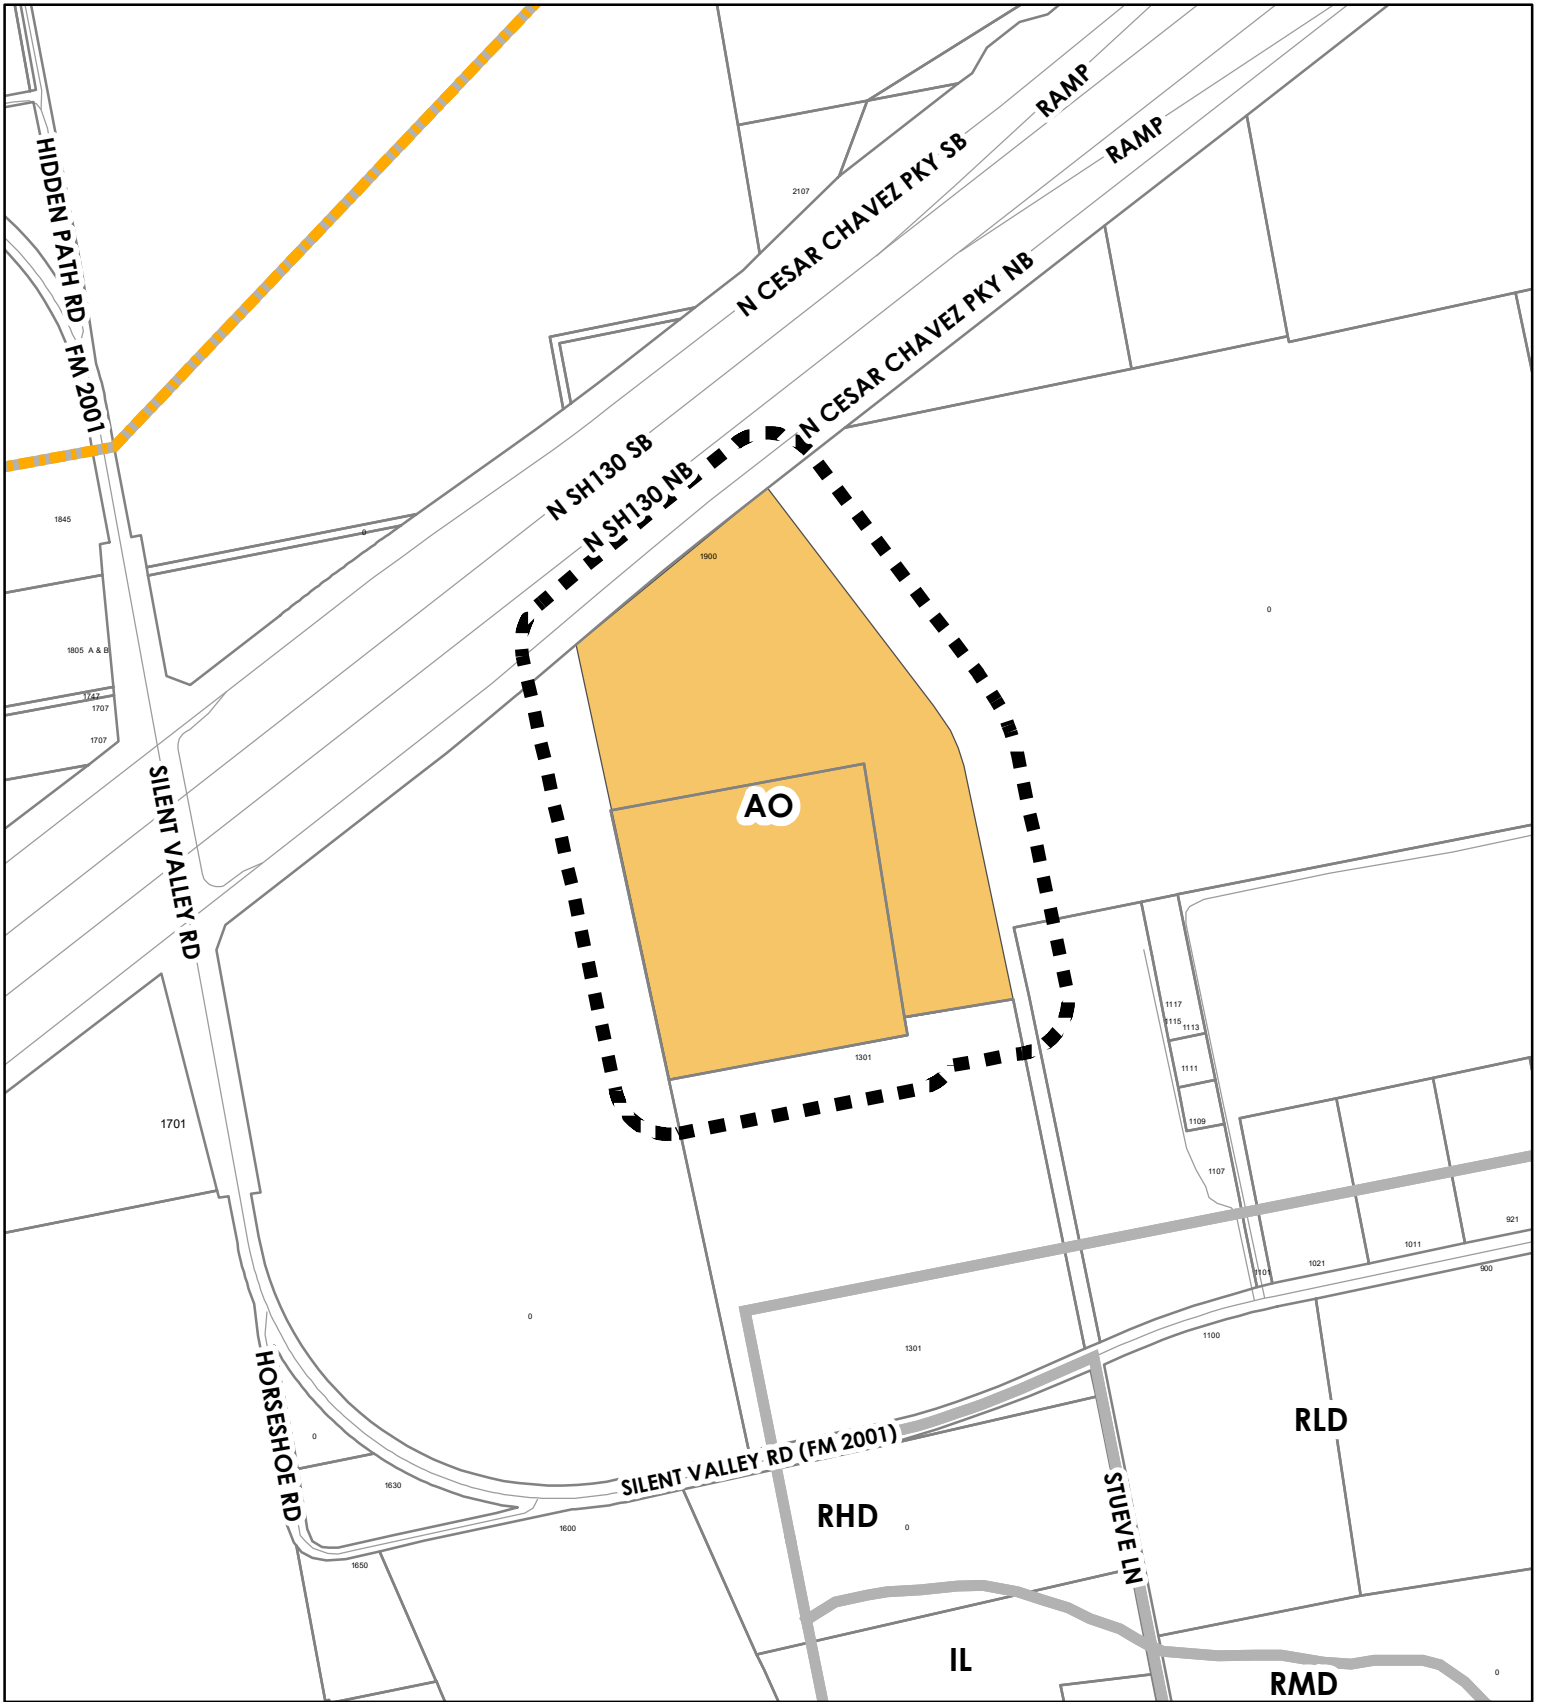 RAMP
RAMP
HIDDEN PATH RD
N CESAR CHAVEZ PKY SB
2107
N CESAR CHAVEZ PKY NB
FM 2001
N SH130 SB
N SH130 NB
1845
0
1900
0
1805 A & B
1747
1707
1707
AO
SILENT VALLEY RD
1117
1115
1113
1301
1111
1701
1109
1107
921
1011
1021
1101
900
0
1100
1301
HORSESHOE RD
RLD
0
SILENT VALLEY RD (FM 2001)
1630
STUEVE LN
RHD
0
1600
1650
IL
0
RMD